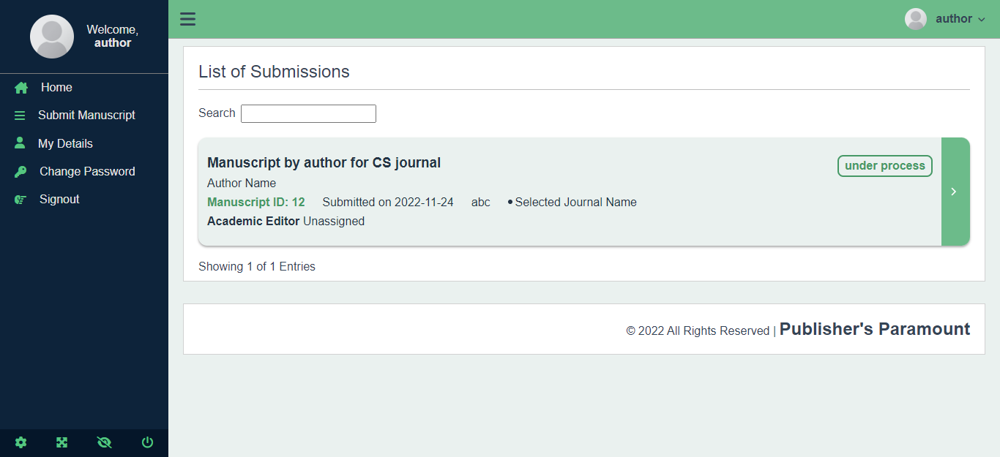 Welcome,
author
Home
Submit Manuscript
My Details
Change Password
Signout
author
List of Submissions
Search
Manuscript by author for CS journal
under process
Author Name
Manuscript ID: 12 Submitted on 2022-11-24 abc • Selected Journal Name
Academic Editor Unassigned
Showing 1 of 1 Entries
© 2022 All Rights Reserved | Publisher's Paramount